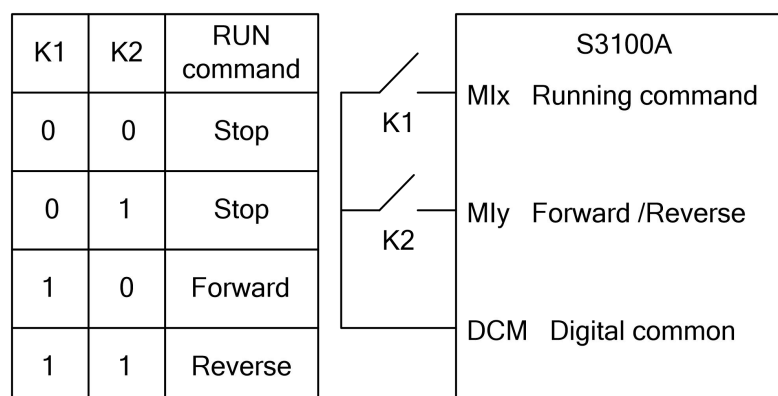 K1 K2 RUN command
0 0 Stop
0 1 Stop
1 0 Forward
1 1 Reverse
K1
K2
S3100A
MIx Running command
MIy Forward /Reverse
DCM Digital common